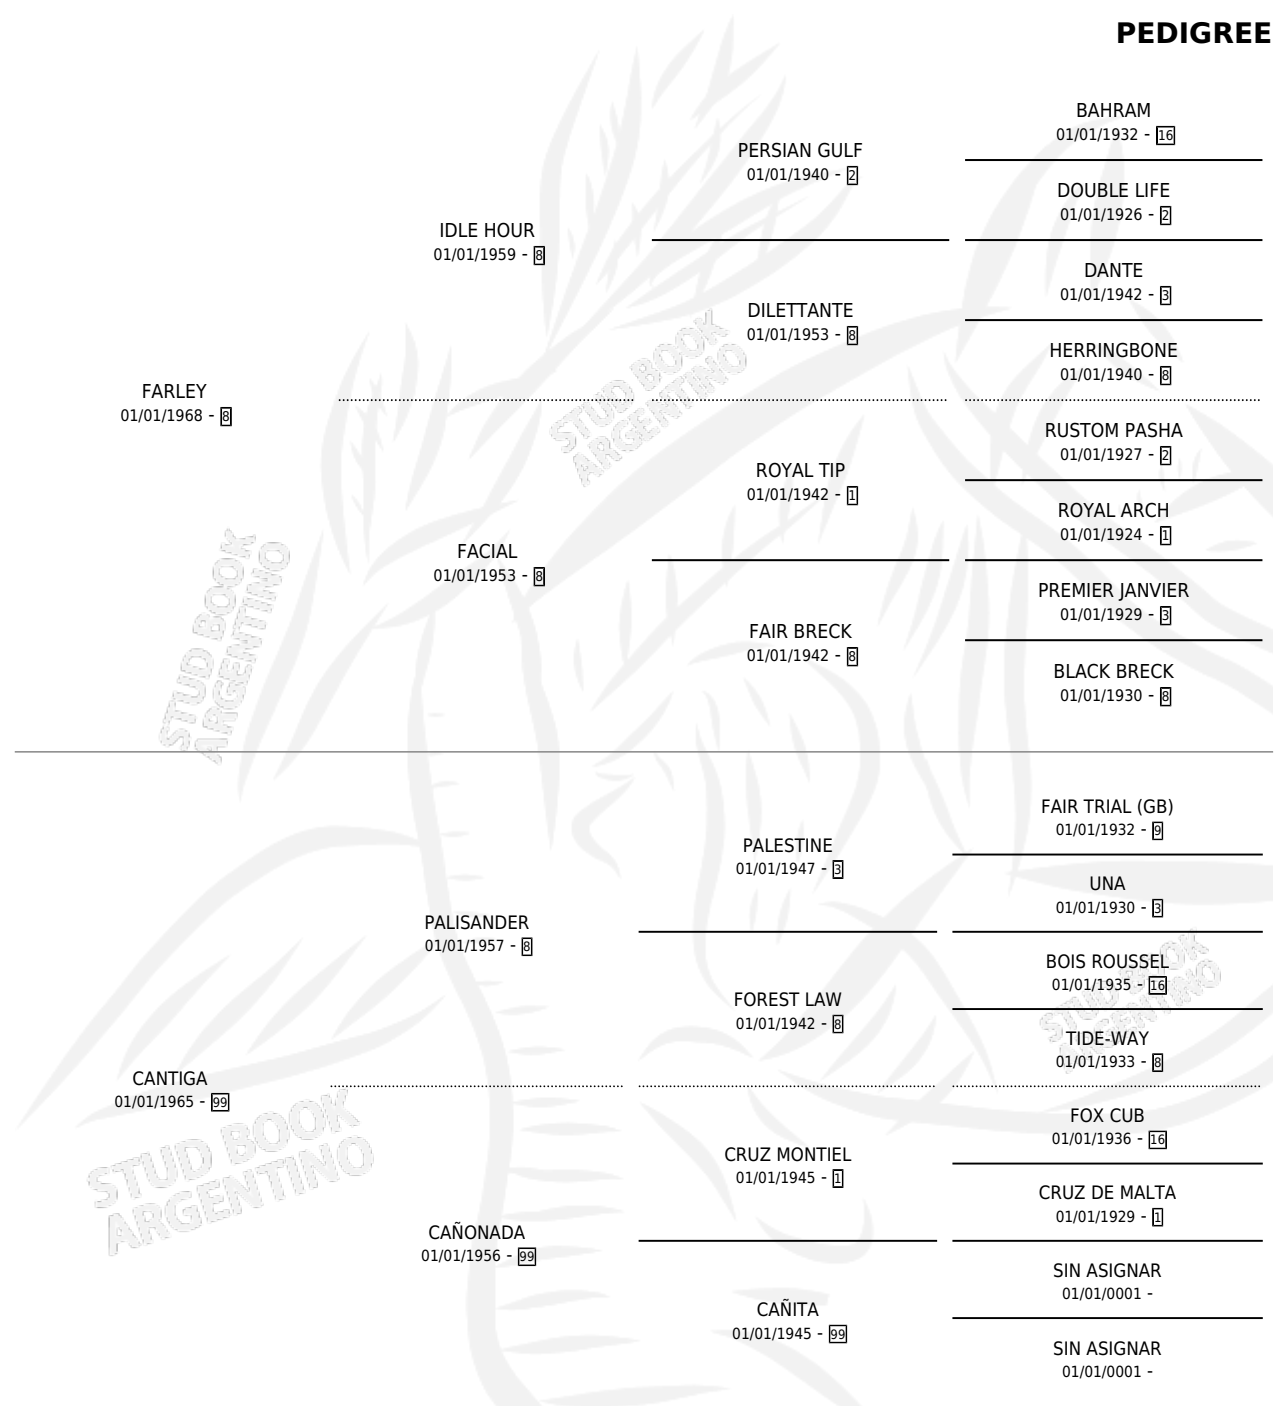 PEDIGREE
BAHRAM
01/01/1932 - 16
PERSIAN GULF
01/01/1940 - 2
DOUBLE LIFE
01/01/1926 - 2
IDLE HOUR
01/01/1959 - 8
DANTE
01/01/1942 - 3
DILETTANTE
01/01/1953 - 8
HERRINGBONE
01/01/1940 - 8
FARLEY
01/01/1968 - 8
RUSTOM PASHA
01/01/1927 - 2
ROYAL TIP
01/01/1942 - 1
ROYAL ARCH
01/01/1924 - 1
FACIAL
01/01/1953 - 8
PREMIER JANVIER
01/01/1929 - 3
FAIR BRECK
01/01/1942 - 8
BLACK BRECK
01/01/1930 - 8
FAIR TRIAL (GB)
01/01/1932 - 9
PALESTINE
01/01/1947 - 3
UNA
01/01/1930 - 3
PALISANDER
01/01/1957 - 8
BOIS ROUSSEL
01/01/1935 - 16
FOREST LAW
01/01/1942 - 8
TIDE-WAY
01/01/1933 - 8
CANTIGA
01/01/1965 - 99
FOX CUB
01/01/1936 - 16
CRUZ MONTIEL
01/01/1945 - 1
CRUZ DE MALTA
01/01/1929 - 1
CAÑONADA
01/01/1956 - 99
SIN ASIGNAR
01/01/0001 -
CAÑITA
01/01/1945 - 99
SIN ASIGNAR
01/01/0001 -
STUD BOOK
ARGENTINO
STUD BOOK
ARGENTINO
STUD BOOK
ARGENTINO
STUD BOOK
ARGENTINO